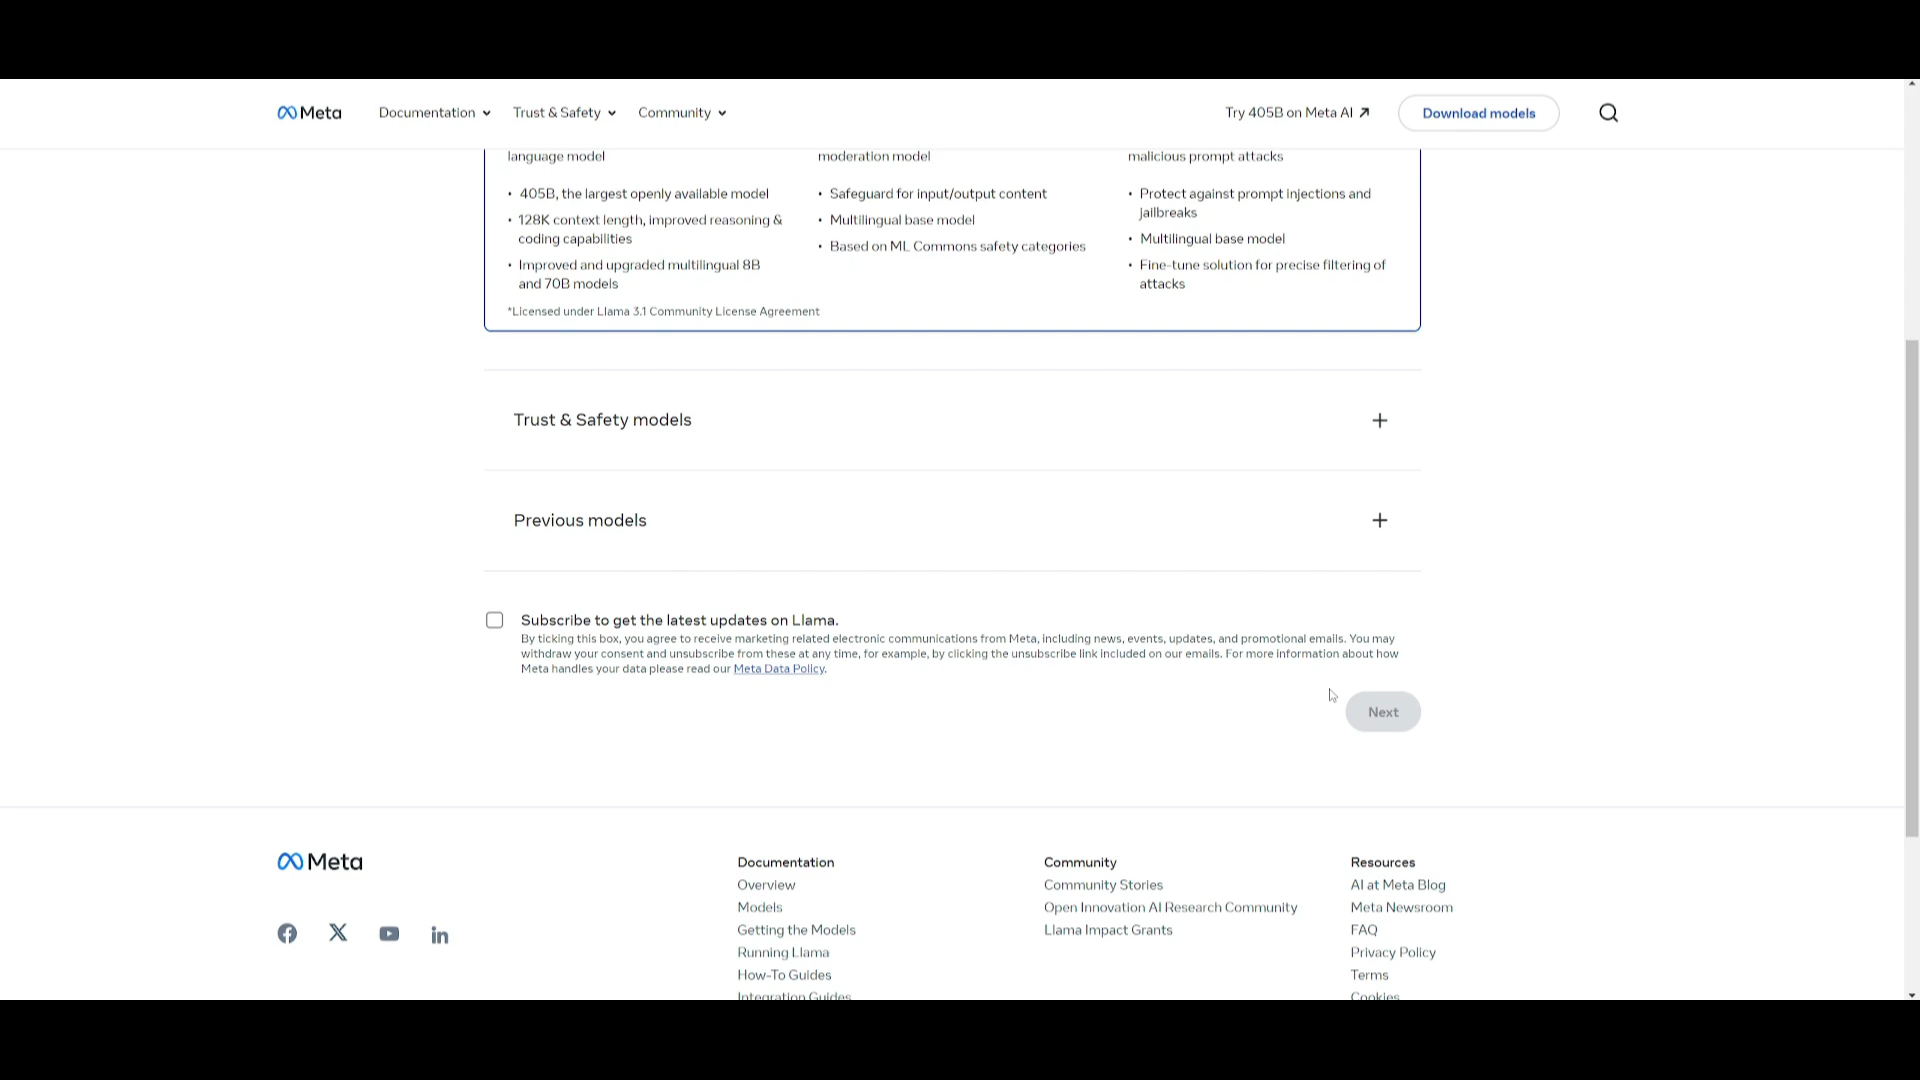 Meta
Documentation
Trust & Safety
Community
Try 405B on Meta AI
Download models
language model
• 405B, the largest openly available model
• 128K context length, improved reasoning &
coding capabilities
• Improved and upgraded multilingual 8B
and 70B models
*Licensed under Llama 3.1 Community License Agreement
moderation model
• Safeguard for input/output content
• Multilingual base model
• Based on ML Commons safety categories
malicious prompt attacks
• Protect against prompt injections and
jailbreaks
• Multilingual base model
• Fine-tune solution for precise filtering of
attacks
Trust & Safety models
Previous models
Subscribe to get the latest updates on Llama.
By ticking this box, you agree to receive marketing related electronic communications from Meta, including news, events, updates, and promotional emails. You may
withdraw your consent and unsubscribe from these at any time, for example, by clicking the unsubscribe link included on our emails. For more information about how
Meta handles your data please read our Meta Data Policy.
Next
Meta
Documentation
Overview
Models
Getting the Models
Running Llama
How-To Guides
Integration Guides
Community
Community Stories
Open Innovation AI Research Community
Llama Impact Grants
Resources
AI at Meta Blog
Meta Newsroom
FAQ
Privacy Policy
Terms
Cookies